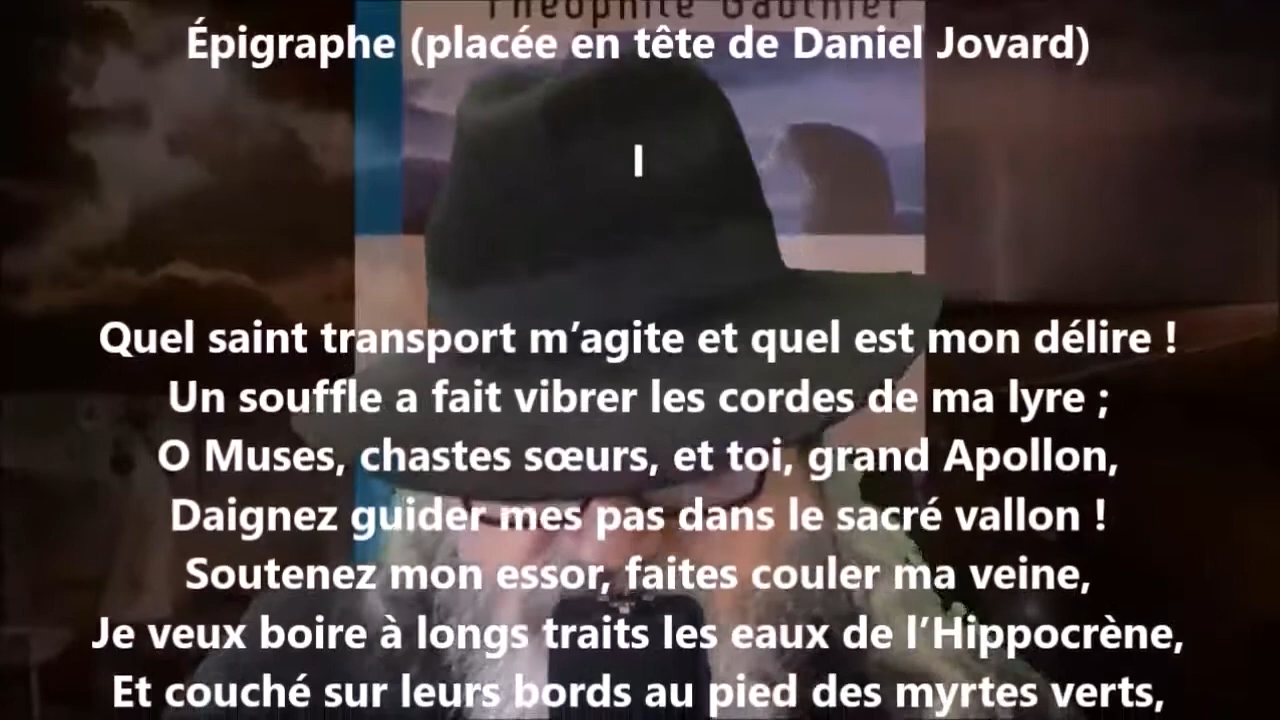 Théophile Gauthier
Épigraphe (placée en tête de Daniel Jovard)
I
Quel saint transport m’agite et quel est mon délire !
Un souffle a fait vibrer les cordes de ma lyre ;
O Muses, chastes sœurs, et toi, grand Apollon,
Daignez guider mes pas dans le sacré vallon !
Soutenez mon essor, faites couler ma veine,
Je veux boire à longs traits les eaux de l’Hippocrène,
Et couché sur leurs bords au pied des myrtes verts,